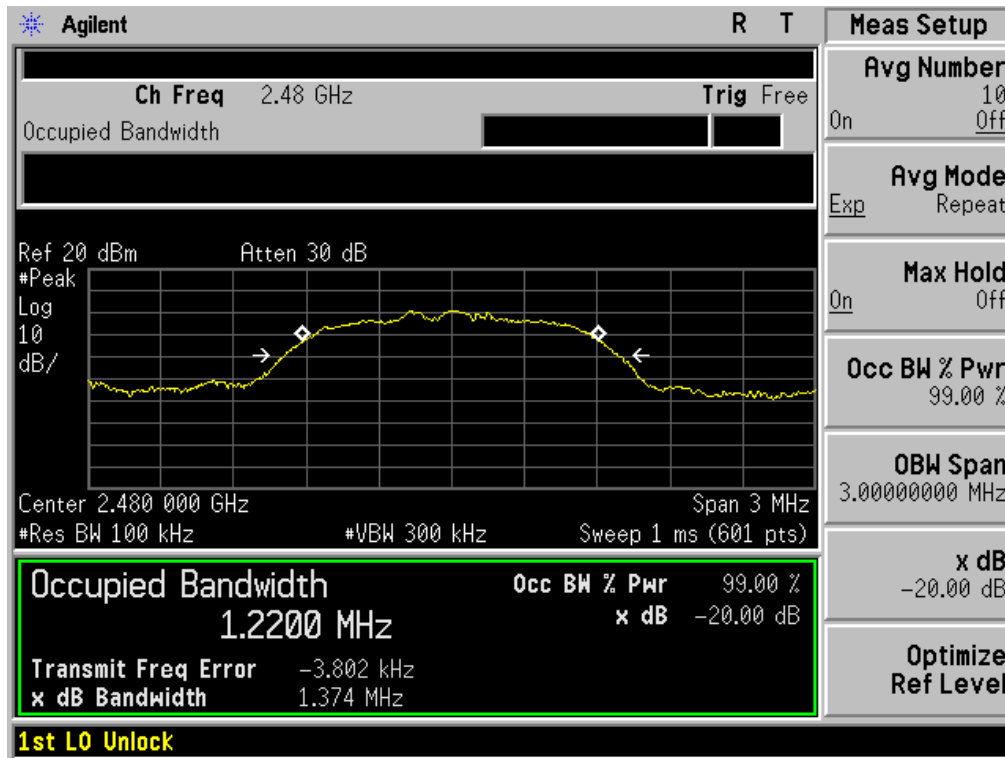 Agilent R T
Ch Freq 2.48 GHz Trig Free
Occupied Bandwidth
Ref 20 dBm Atten 30 dB
#Peak
Log
10
dB/
Center 2.480 000 GHz Span 3 MHz
#Res BW 100 kHz #VBW 300 kHz Sweep 1 ms (601 pts)
Occupied Bandwidth Occ BW % Pwr 99.00 %
1.2200 MHz x dB -20.00 dB
Transmit Freq Error -3.802 kHz
x dB Bandwidth 1.374 MHz
1st LO Unlock
Meas Setup
Avg Number
10
On Off
Avg Mode
Exp Repeat
Max Hold
On Off
Occ BW % Pwr
99.00 %
OBW Span
3.00000000 MHz
x dB
-20.00 dB
Optimize
Ref Level